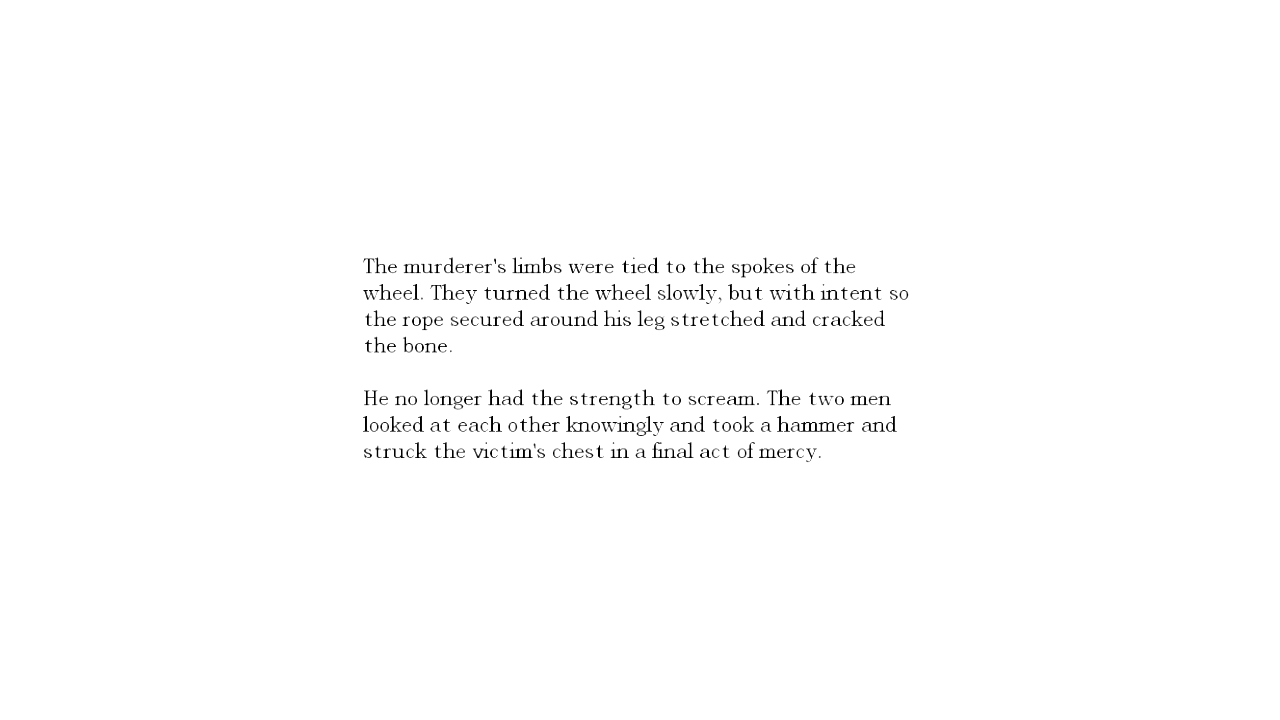 The murderer's limbs were tied to the spokes of the
wheel. They turned the wheel slowly, but with intent so
the rope secured around his leg stretched and cracked
the bone.
He no longer had the strength to scream. The two men
looked at each other knowingly and took a hammer and
struck the victim's chest in a final act of mercy.